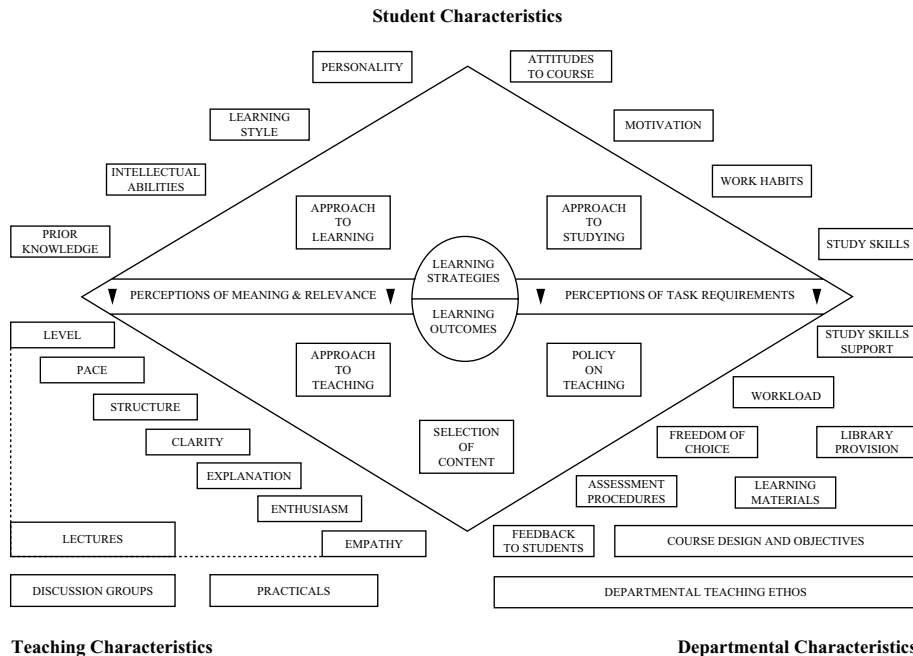 Student Characteristics
PERSONALITY
ATTITUDES
TO COURSE
LEARNING
STYLE
MOTIVATION
INTELLECTUAL
ABILITIES
WORK HABITS
APPROACH
TO
LEARNING
APPROACH
TO
STUDYING
PRIOR
KNOWLEDGE
STUDY SKILLS
LEARNING
STRATEGIES
PERCEPTIONS OF MEANING & RELEVANCE
PERCEPTIONS OF TASK REQUIREMENTS
LEARNING
OUTCOMES
LEVEL
STUDY SKILLS
SUPPORT
PACE
APPROACH
TO
TEACHING
POLICY
ON
TEACHING
WORKLOAD
STRUCTURE
CLARITY
SELECTION
OF
CONTENT
FREEDOM OF
CHOICE
LIBRARY
PROVISION
EXPLANATION
ASSESSMENT
PROCEDURES
LEARNING
MATERIALS
ENTHUSIASM
LECTURES
EMPATHY
FEEDBACK
TO STUDENTS
COURSE DESIGN AND OBJECTIVES
DISCUSSION GROUPS
PRACTICALS
DEPARTMENTAL TEACHING ETHOS
Teaching Characteristics
Departmental Characteristics